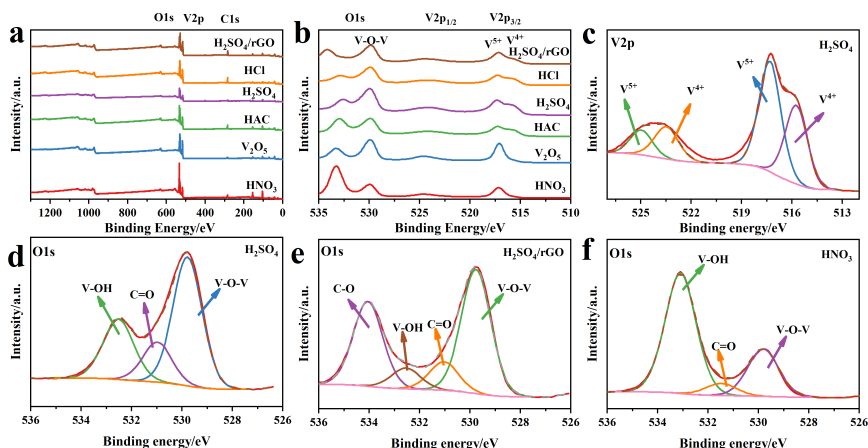 O1s V2p C1s
a
H₂SO₄/rGO
HCl
H₂SO₄
HAC
V₂O₅
HNO₃
Intensity/a.u.
1200 1000 800 600 400 200 0
Binding Energy/eV
O1s V2p1/2 V2p3/2
b
V-O-V V⁵⁺ V⁴⁺
H₂SO₄/rGO
HCl
H₂SO₄
HAC
V₂O₅
HNO₃
Intensity/a.u.
535 530 525 520 515 510
Binding Energy/eV
c
V2p H₂SO₄
V⁵⁺
V⁵⁺ V⁴⁺
V⁴⁺
Intensity/a.u.
525 522 519 516 513
Binding Energy/eV
d
O1s H₂SO₄
V-OH C=O V-O-V
Intensity/a.u.
536 534 532 530 528 526
Binding energy/eV
e
O1s H₂SO₄/rGO
C-O V-OH C=O V-O-V
Intensity/a.u.
536 534 532 530 528 526
Binding energy/eV
f
O1s HNO₃
V-OH
C=O V-O-V
Intensity/a.u.
536 533 530 527
Binding energy/eV